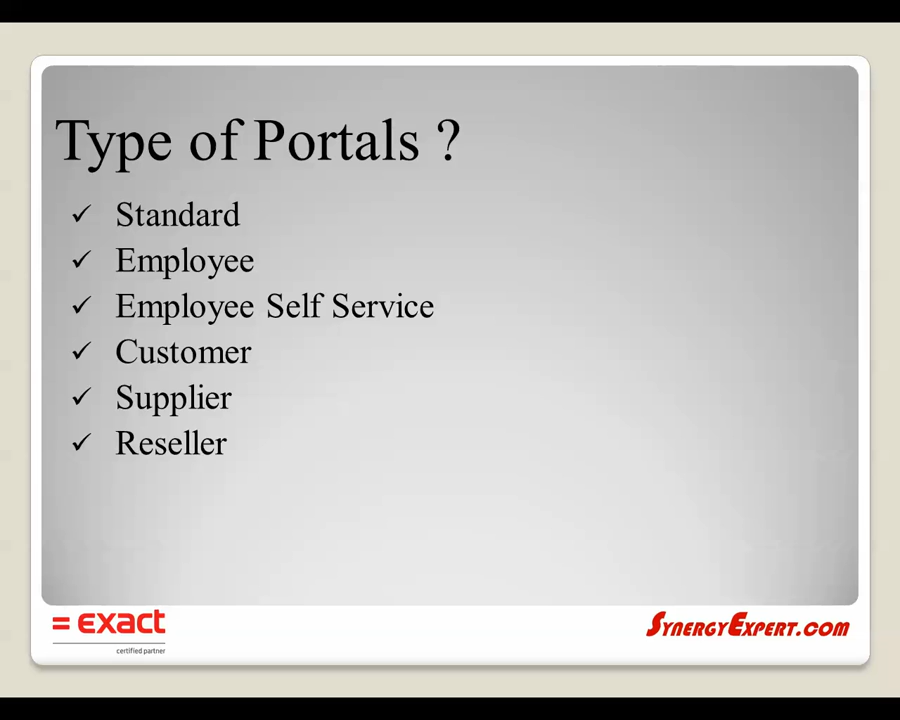 Type of Portals ?
✓ Standard
✓ Employee
✓ Employee Self Service
✓ Customer
✓ Supplier
✓ Reseller
= exact
certified partner
SYNERGYEXPERT.COM